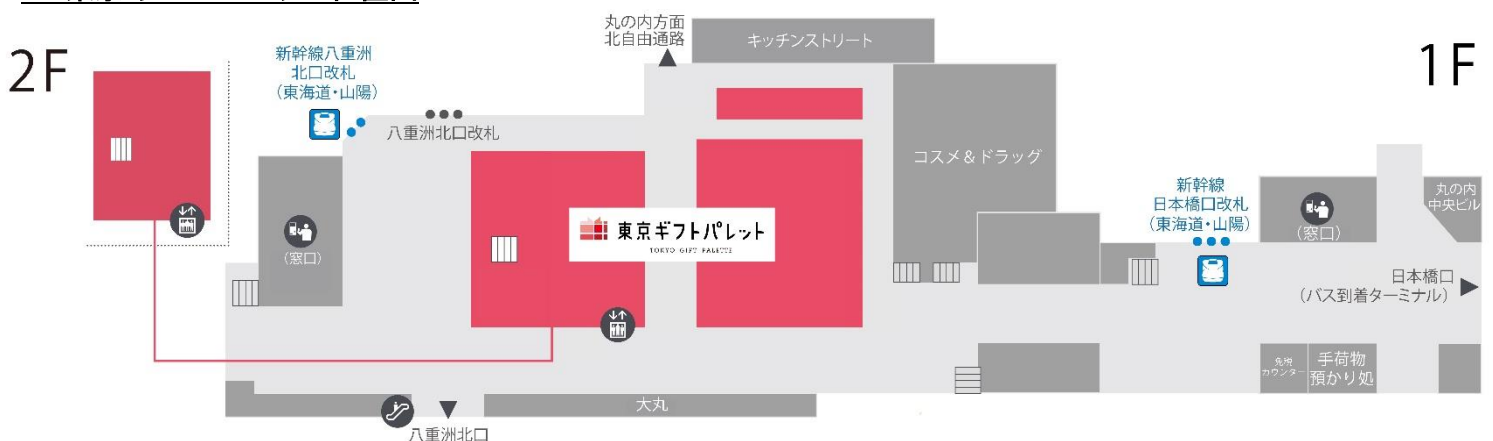 2F
新幹線八重洲
北口改札
（東海道・山陽）
八重洲北口改札
丸の内方面
北自由通路
キッチンストリート
1F
コスメ＆ドラッグ
東京ギフトパレット
TOKYO GIFT PALETTE
（窓口）
新幹線
日本橋口改札
（東海道・山陽）
（窓口）
丸の内
中央ビル
日本橋口
（バス到着ターミナル）
免税
カウンター
手荷物
預かり処
大丸
八重洲北口